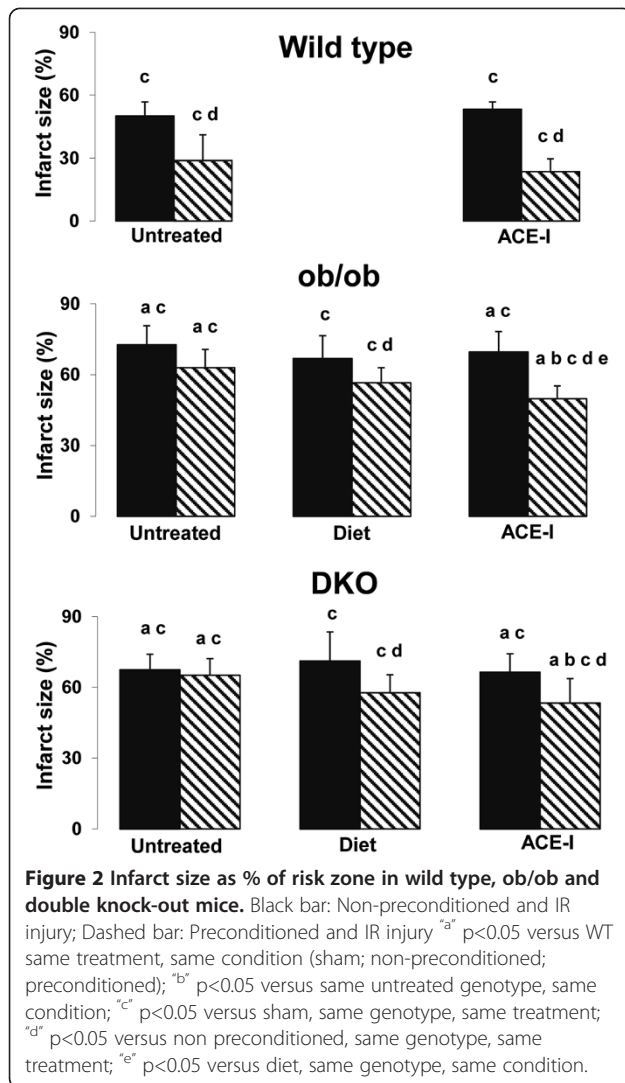 Wild type
Infarct size (%)
90
60
30
0
c
c d
c
c d
Untreated
ACE-I
ob/ob
Infarct size (%)
90
60
30
0
a c
a c
c
c d
a c
a b c d e
Untreated
Diet
ACE-I
DKO
Infarct size (%)
90
60
30
0
a c
a c
c
c d
a c
a b c d
Untreated
Diet
ACE-I
Figure 2 Infarct size as % of risk zone in wild type, ob/ob and
double knock-out mice. Black bar: Non-preconditioned and IR
injury; Dashed bar: Preconditioned and IR injury “a” p<0.05 versus WT
same treatment, same condition (sham; non-preconditioned;
preconditioned); “b” p<0.05 versus same untreated genotype, same
condition; “c” p<0.05 versus sham, same genotype, same treatment;
“d” p<0.05 versus non preconditioned, same genotype, same
treatment; “e” p<0.05 versus diet, same genotype, same condition.